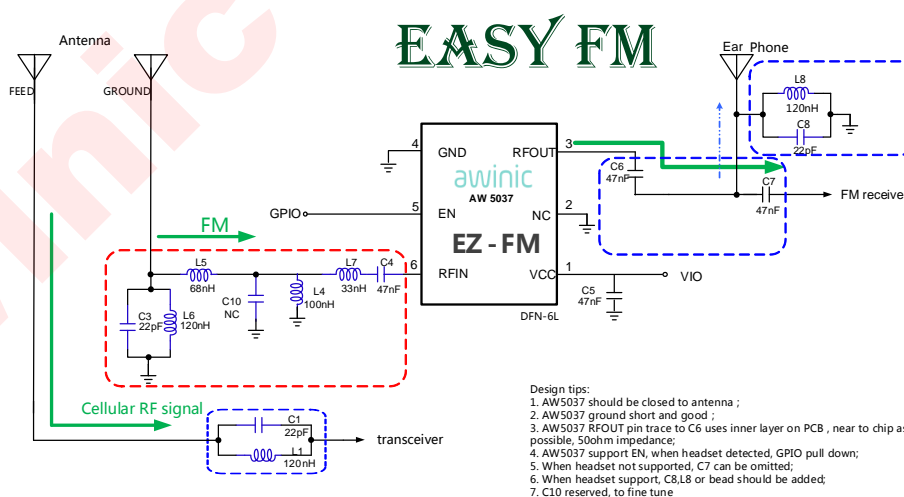 EASY FM
Antenna
FEED
GROUND
Ear Phone
L8
120nH
C8
22pF
4
GND
RFOUT
3
awinic
AW 5037
C6
47nF
C7
47nF
FM receive
GPIO
5
EN
NC
2
FM
EZ - FM
L5
68nH
L7
33nH
C4
47nF
6
RFIN
VCC
1
VIO
C10
NC
L4
100nH
C5
47nF
C3
22pF
L6
120nH
DFN-6L
Cellular RF signal
C1
22pF
L1
120nH
transceiver
Design tips:
1. AW5037 should be closed to antenna ;
2. AW5037 ground short and good ;
3. AW5037 RFOUT pin trace to C6 uses inner layer on PCB , near to chip as
possible, 50ohm impedance;
4. AW5037 support EN, when headset detected, GPIO pull down;
5. When headset not supported, C7 can be omitted;
6. When headset support, C8,L8 or bead should be added;
7. C10 reserved, to fine tune